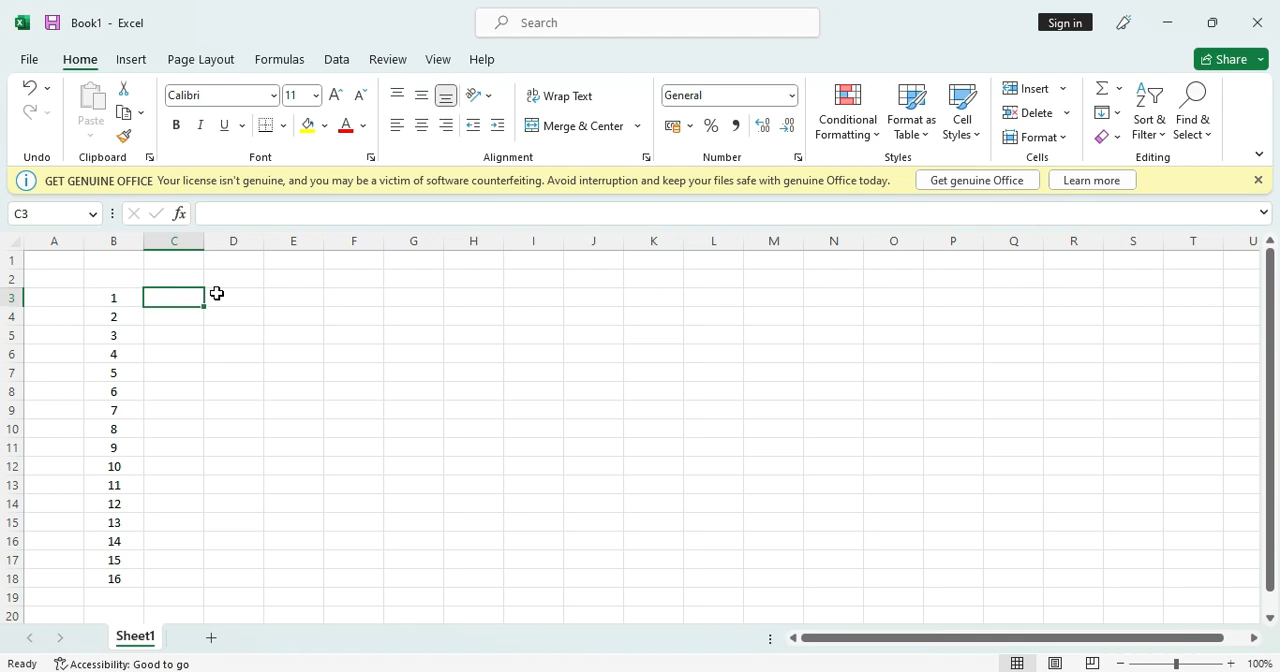 Book1 - Excel
Search
Sign in
File Home Insert Page Layout Formulas Data Review View Help
Share
Calibri 11
Wrap Text
General
Insert
Paste
B I U
Merge & Center
Conditional Formatting
Format as Table
Cell Styles
Delete
Format
Sort & Filter
Find & Select
Undo Clipboard Font Alignment Number Styles Cells Editing
GET GENUINE OFFICE Your license isn't genuine, and you may be a victim of software counterfeiting. Avoid interruption and keep your files safe with genuine Office today.
Get genuine Office
Learn more
C3
fx
A B C D E F G H I J K L M N O P Q R S T U
1
2
3 1
4 2
5 3
6 4
7 5
8 6
9 7
10 8
11 9
12 10
13 11
14 12
15 13
16 14
17 15
18 16
19
20
Sheet1
Ready Accessibility: Good to go
100%